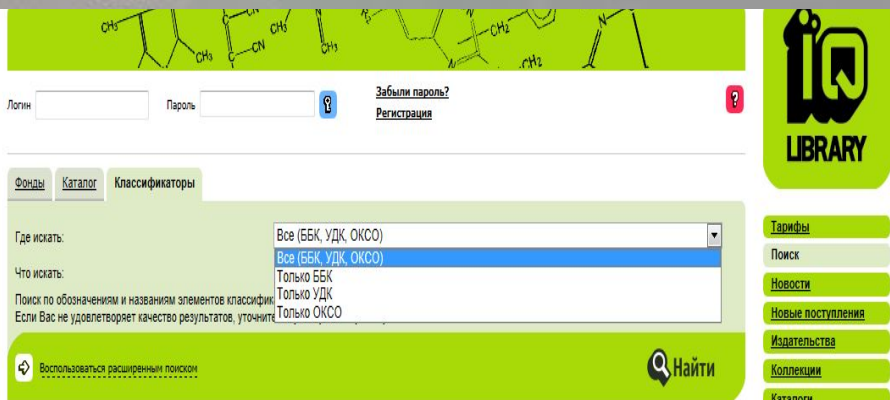 CH₃
CH₃
CN
CN
CH₃
CH₃
N
CH₂
CH₂
N
Логин
Пароль
Забыли пароль?
Регистрация
?
iQ
LIBRARY
Фонды
Каталог
Классификаторы
Где искать:
Все (ББК, УДК, ОКСО)
Все (ББК, УДК, ОКСО)
Что искать:
Только ББК
Только УДК
Только ОКСО
Поиск по обозначениям и названиям элементов классифик
Если Вас не удовлетворяет качество результатов, уточните
Воспользоваться расширенным поиском
Найти
Тарифы
Поиск
Новости
Новые поступления
Издательства
Коллекции
Каталоги